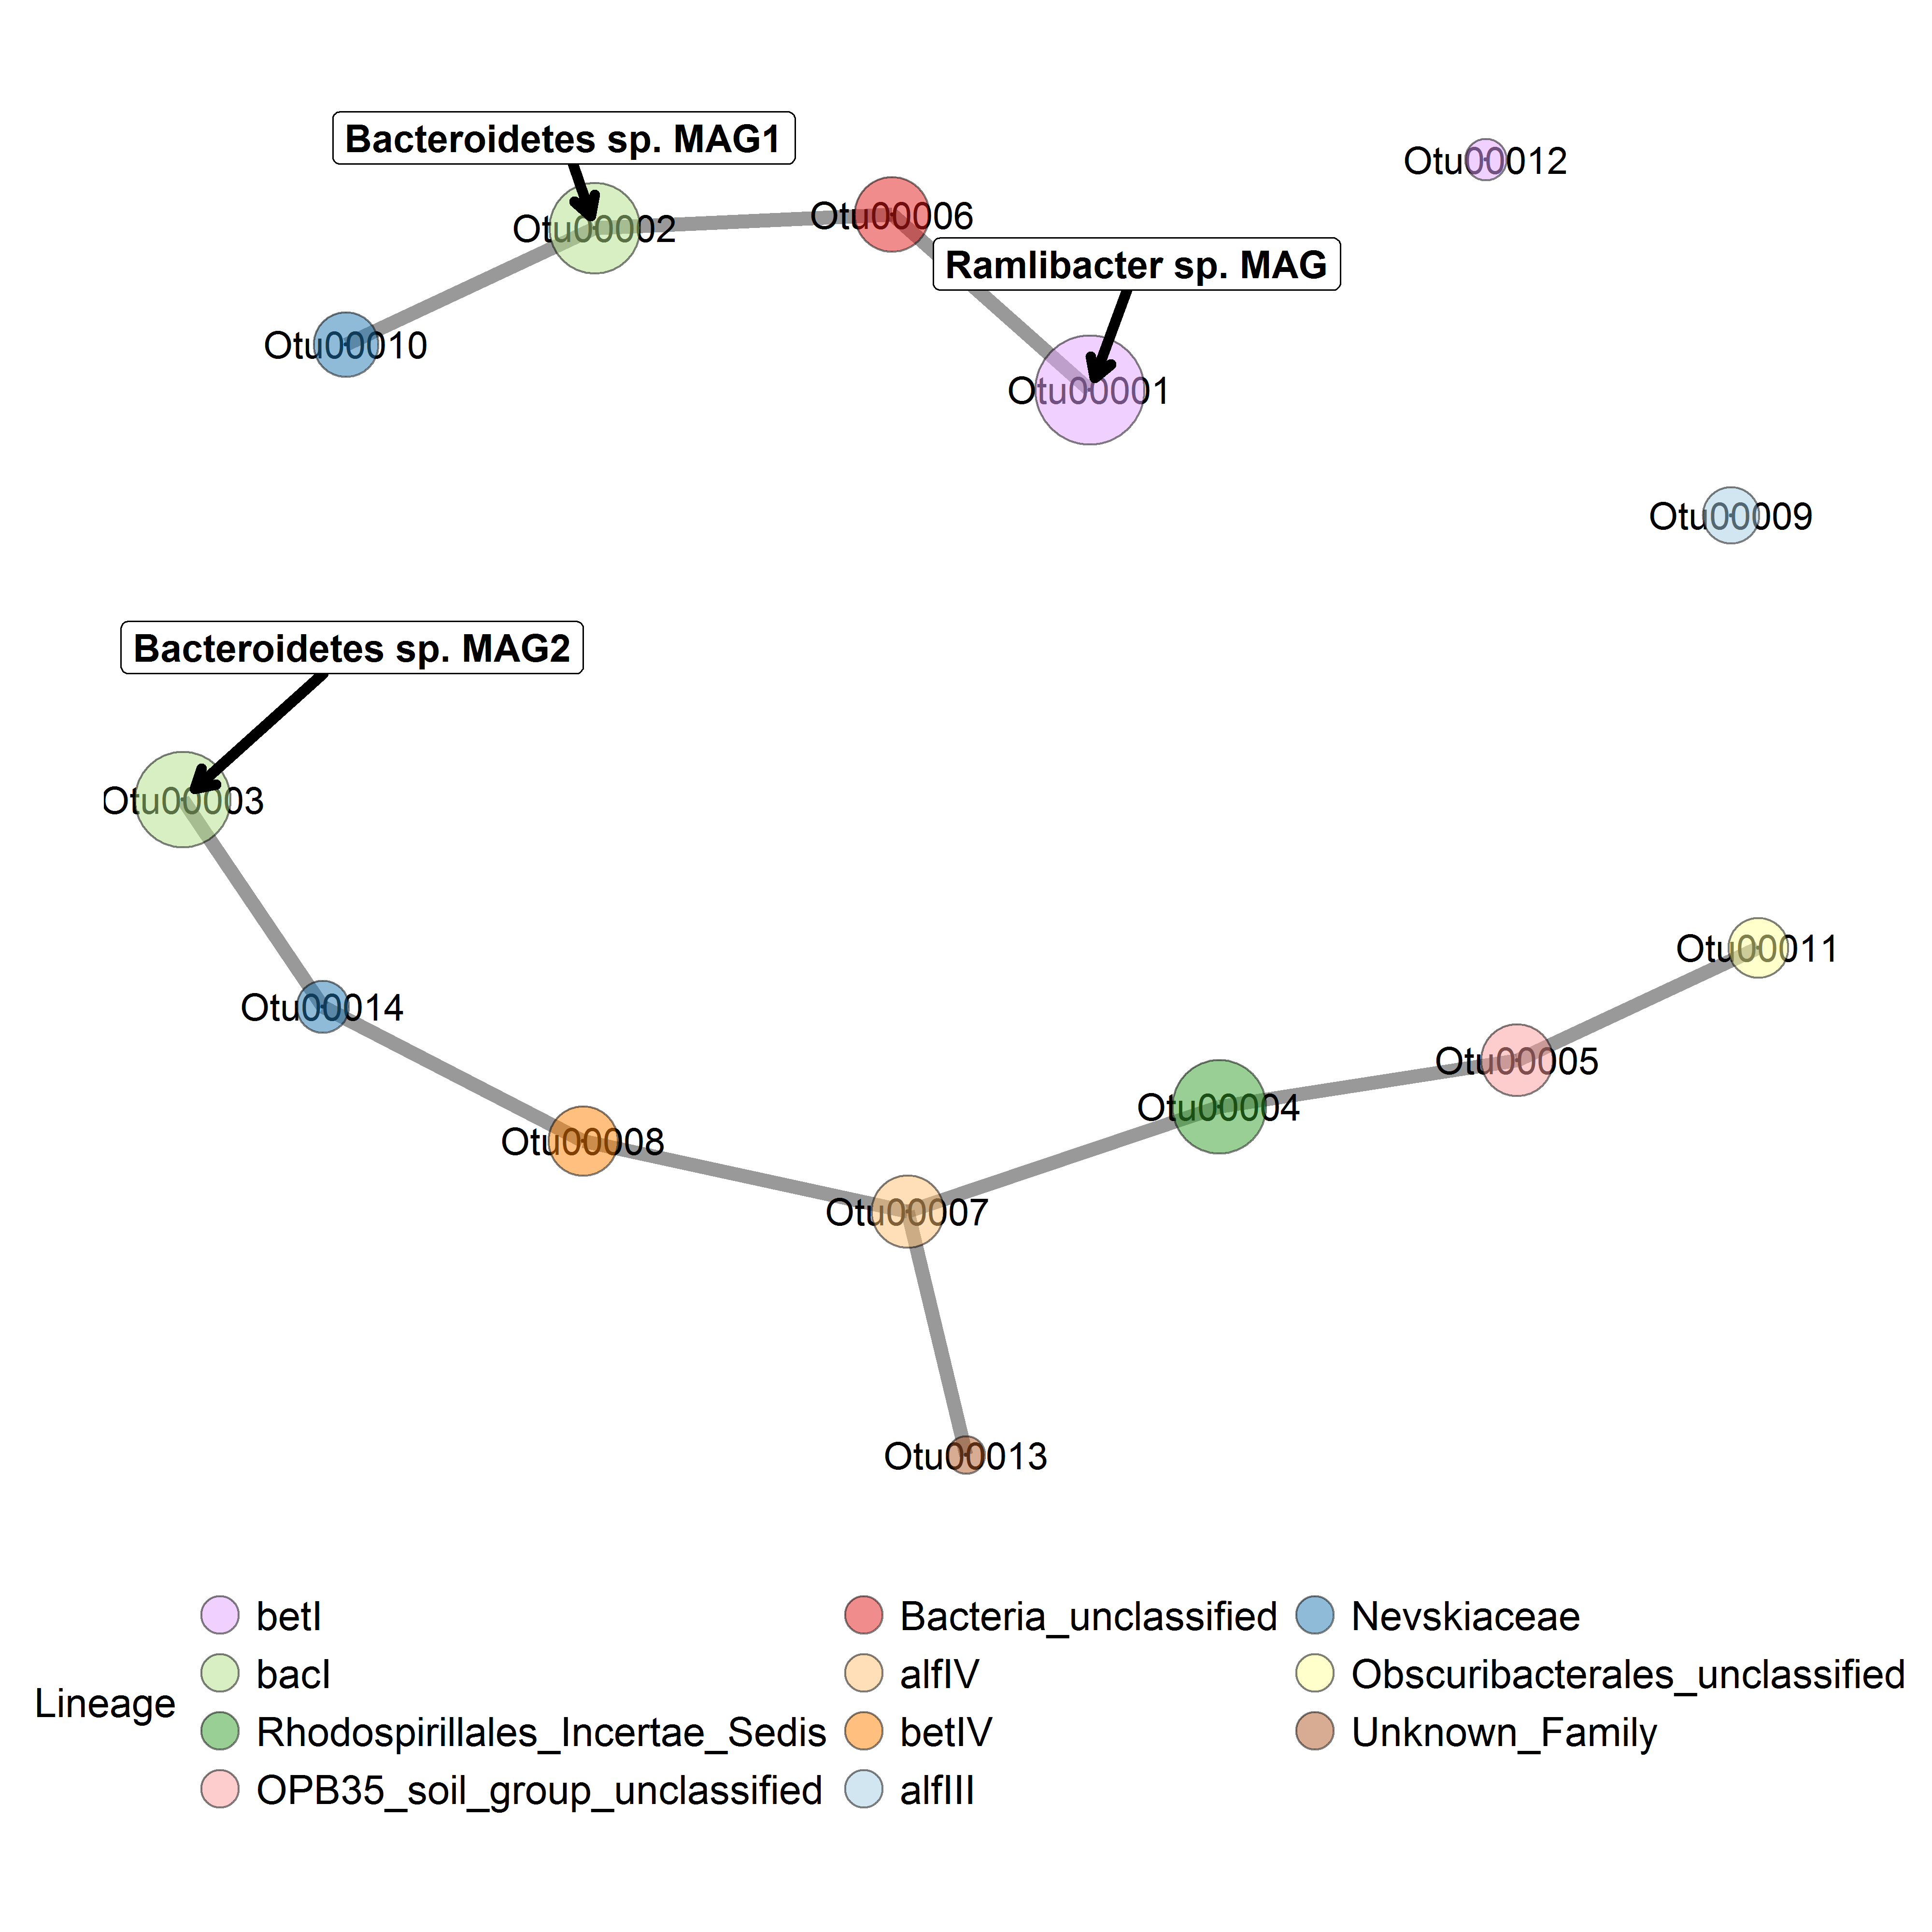 Bacteroidetes sp. MAG1
Otu00012
Otu00006
Otu00002
Ramlibacter sp. MAG
Otu00010
Otu00001
Otu00009
Bacteroidetes sp. MAG2
Otu00003
Otu00011
Otu00014
Otu00005
Otu00004
Otu00008
Otu00007
Otu00013
Lineage
betI
bacI
Rhodospirillales_Incertae_Sedis
OPB35_soil_group_unclassified
Bacteria_unclassified
alfIV
betIV
alfIII
Nevskiaceae
Obscuribacterales_unclassified
Unknown_Family